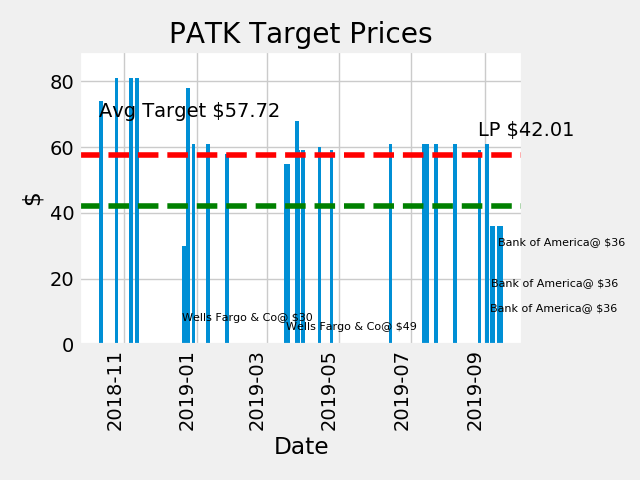 PATK Target Prices
80
Avg Target $57.72
LP $42.01
60
$
40
Bank of America@ $36
20
Bank of America@ $36
Bank of America@ $36
Wells Fargo & Co@ $30
Wells Fargo & Co@ $49
0
2018-11
2019-01
2019-03
2019-05
2019-07
2019-09
Date